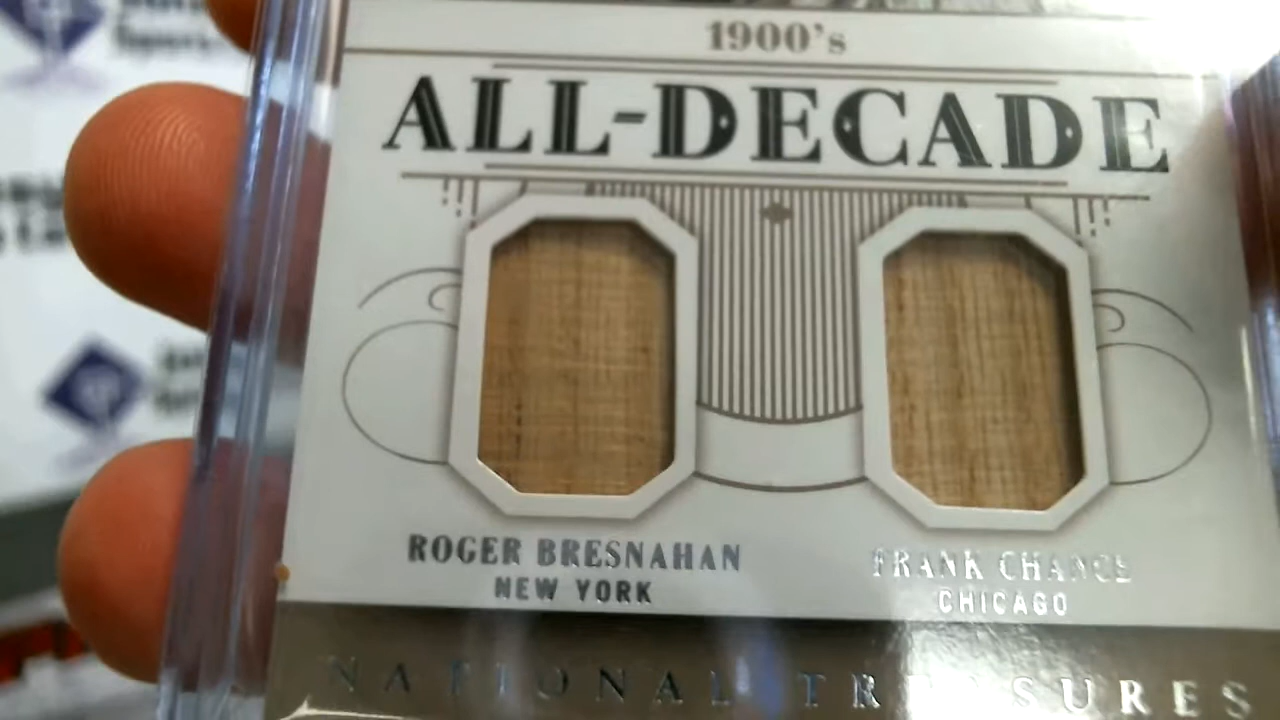 1900's
ALL-DECADE
ROGER BRESNAHAN
NEW YORK
FRANK CHANCE
CHICAGO
NATIONAL TREASURES